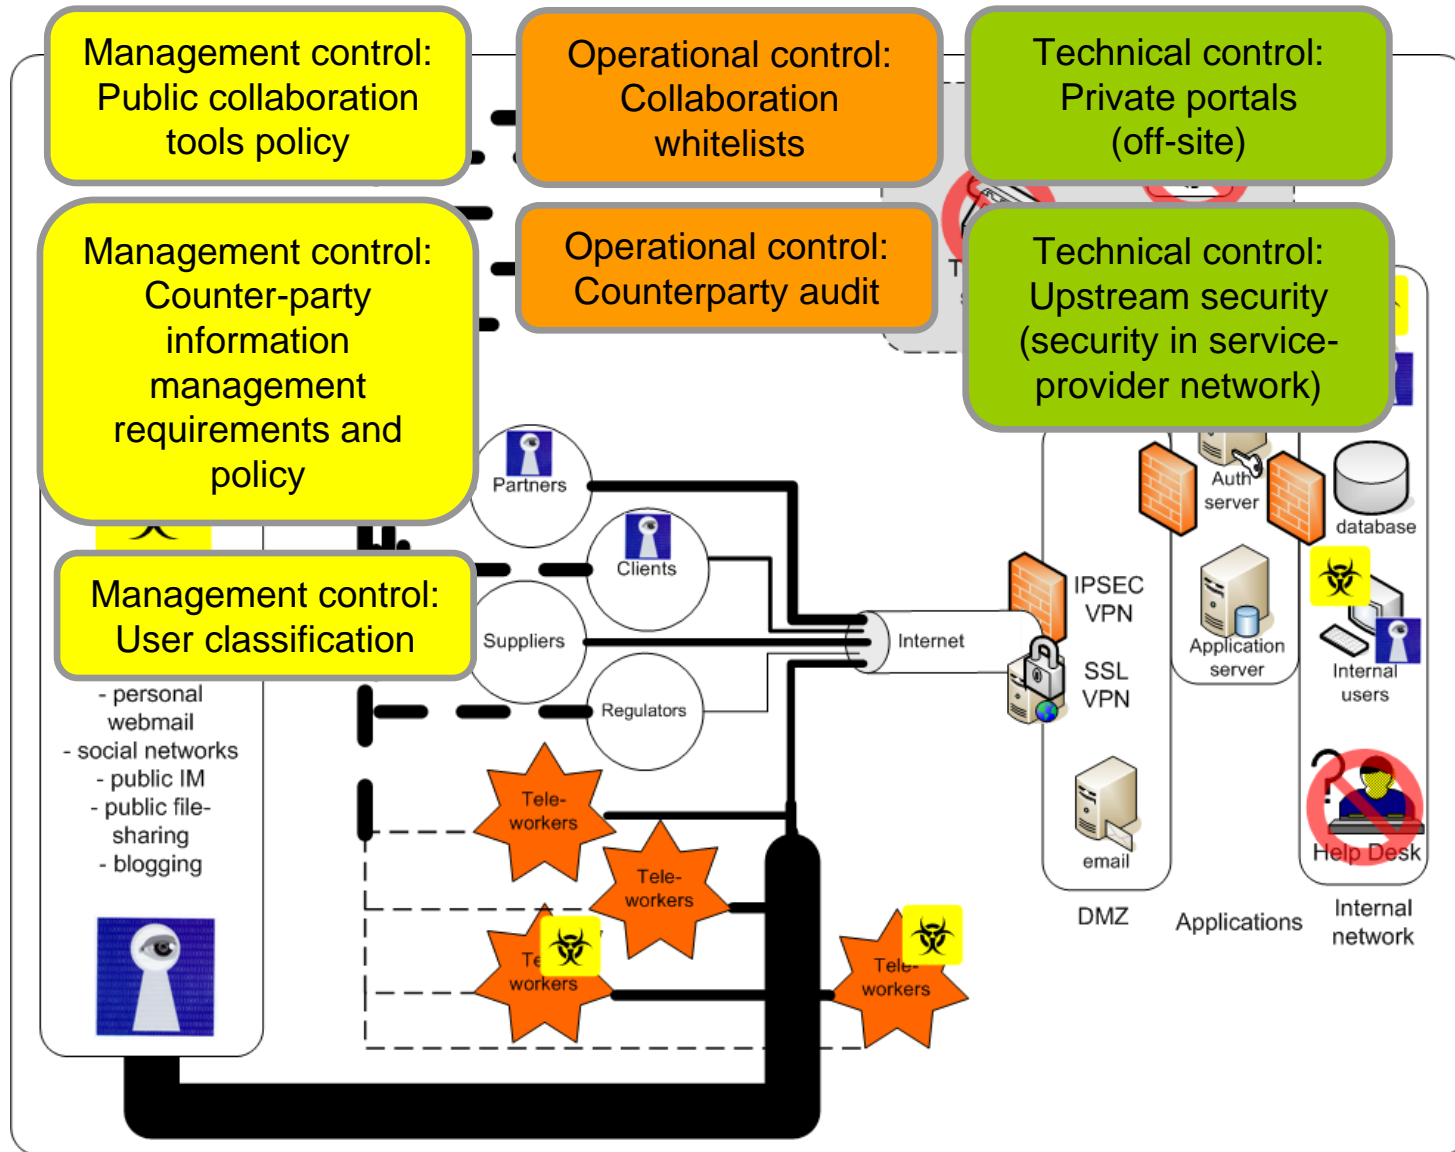 Management control:
Public collaboration
tools policy
Operational control:
Collaboration
whitelists
Technical control:
Private portals
(off-site)
Management control:
Counter-party
information
management
requirements and
policy
Operational control:
Counterparty audit
Technical control:
Upstream security
(security in service-
provider network)
Management control:
User classification
- personal
webmail
- social networks
- public IM
- public file-
sharing
- blogging
Partners
Clients
Suppliers
Regulators
Tele-
workers
Tele-
workers
workers
Tele-
workers
Internet
IPSEC
VPN
SSL
VPN
email
DMZ
Auth
server
Application
server
Applications
database
Internal
users
Help Desk
Internal
network